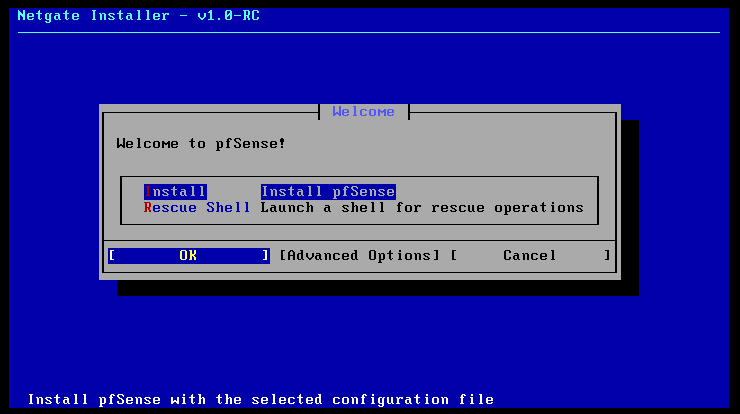 Netgate Installer - v1.0-RC
Welcome
Welcome to pfSense!
Install Install pfSense
Rescue Shell Launch a shell for rescue operations
[ OK ] [Advanced Options] [ Cancel ]
Install pfSense with the selected configuration file